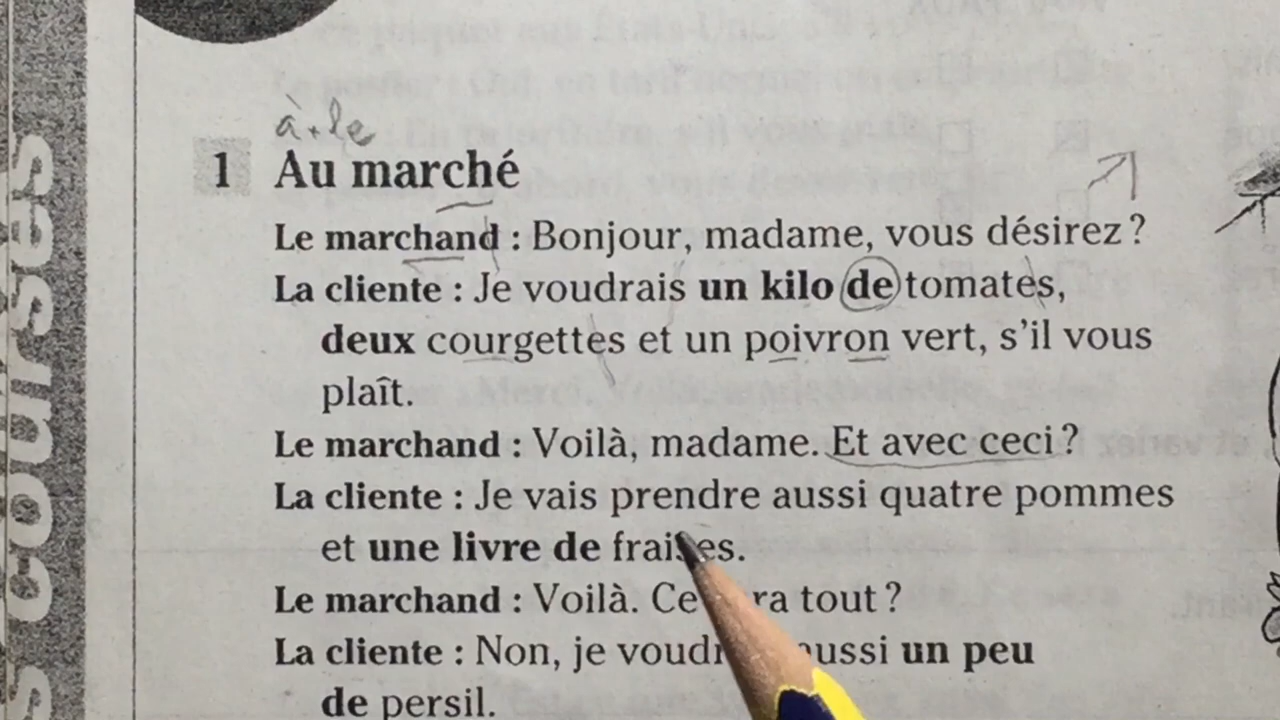 à+le
1 Au marché
Le marchand : Bonjour, madame, vous désirez ?
La cliente : Je voudrais un kilo de tomates,
deux courgettes et un poivron vert, s'il vous
plaît.
Le marchand : Voilà, madame. Et avec ceci ?
La cliente : Je vais prendre aussi quatre pommes
et une livre de fraises.
Le marchand : Voilà. tout ?
La cliente : Non, je un peu
de persil.
courses